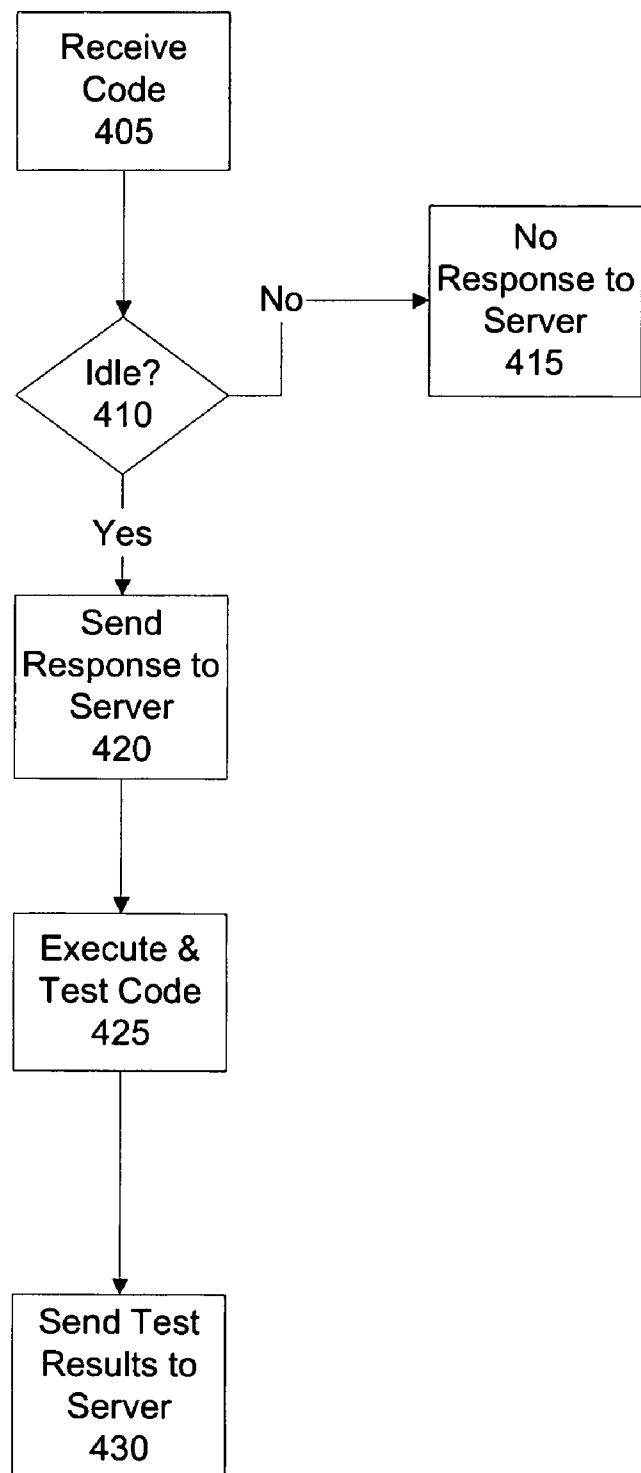 Receive
Code
405
No
Response to
Server
415
No
Idle?
410
Yes
Send
Response to
Server
420
Execute &
Test Code
425
Send Test
Results to
Server
430